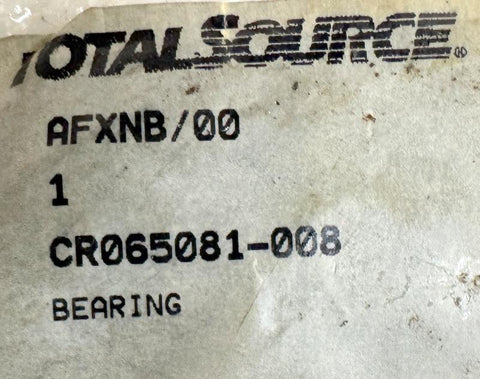 TOTALSOURCE®
AFXNB/00
1
CR065081-008
BEARING